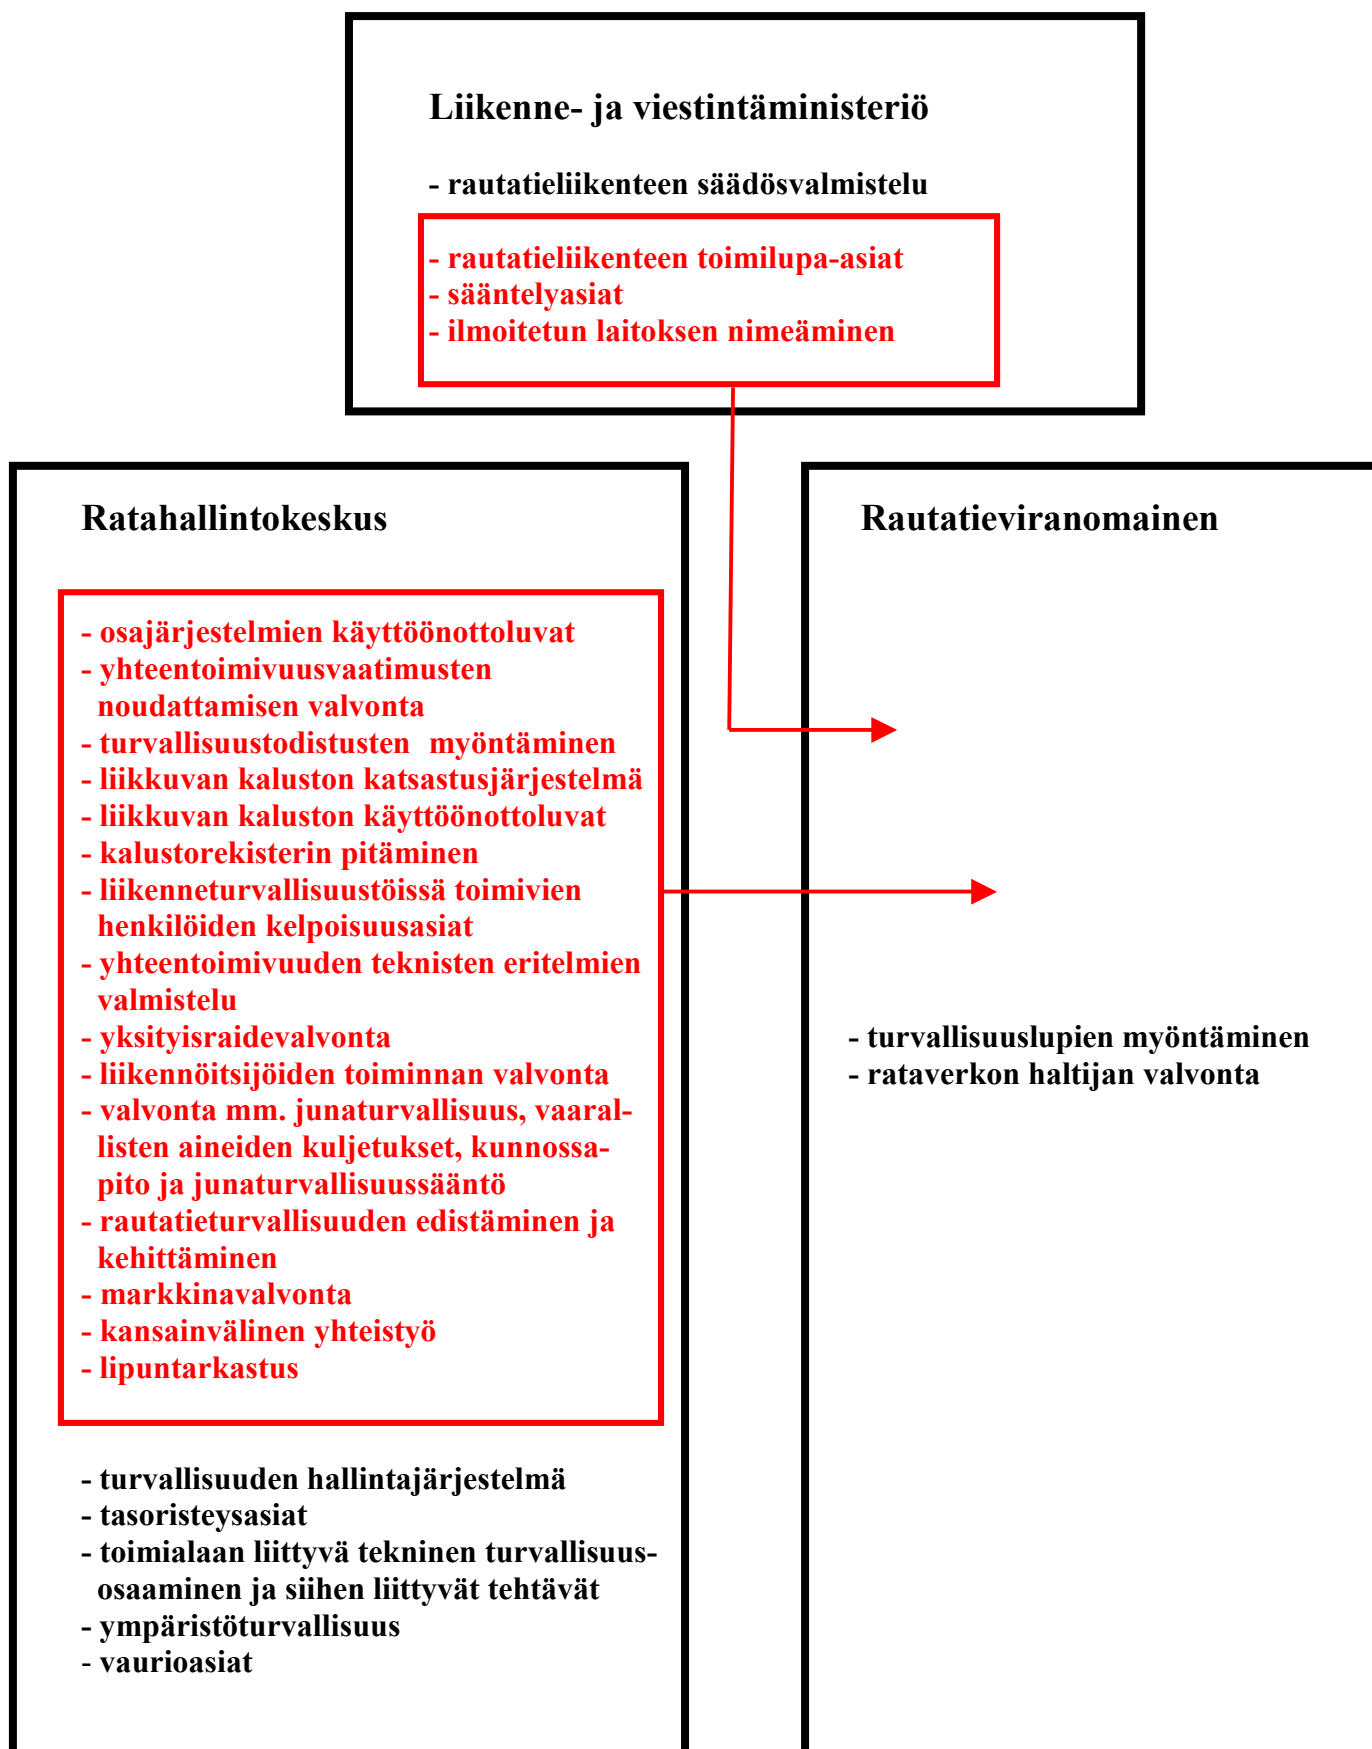 Liikenne- ja viestintäministeriö
- rautatieliikenteen säädösvalmistelu
- rautatieliikenteen toimilupa-asiat
- sääntelyasiat
- ilmoitetun laitoksen nimeäminen
Ratahallintokeskus
- osajärjestelmien käyttöönottoluvat
- yhteentoimivuusvaatimusten
noudattamisen valvonta
- turvallisuustodistusten  myöntäminen
- liikkuvan kaluston katsastusjärjestelmä
- liikkuvan kaluston käyttöönottoluvat
- kalustorekisterin pitäminen
- liikenneturvallisuustöissä toimivien
henkilöiden kelpoisuusasiat
- yhteentoimivuuden teknisten eritelmien
valmistelu
- yksityisraidevalvonta
- liikennöitsijöiden toiminnan valvonta
- valvonta mm. junaturvallisuus, vaaral-
listen aineiden kuljetukset, kunnossa-
pito ja junaturvallisuussääntö
- rautatieturvallisuuden edistäminen ja
kehittäminen
- markkinavalvonta
- kansainvälinen yhteistyö
- lipuntarkastus
- turvallisuuden hallintajärjestelmä
- tasoristeysasiat
- toimialaan liittyvä tekninen turvallisuus-
osaaminen ja siihen liittyvät tehtävät
- ympäristöturvallisuus
- vaurioasiat
Rautatieviranomainen
- turvallisuuslupien myöntäminen
- rataverkon haltijan valvonta